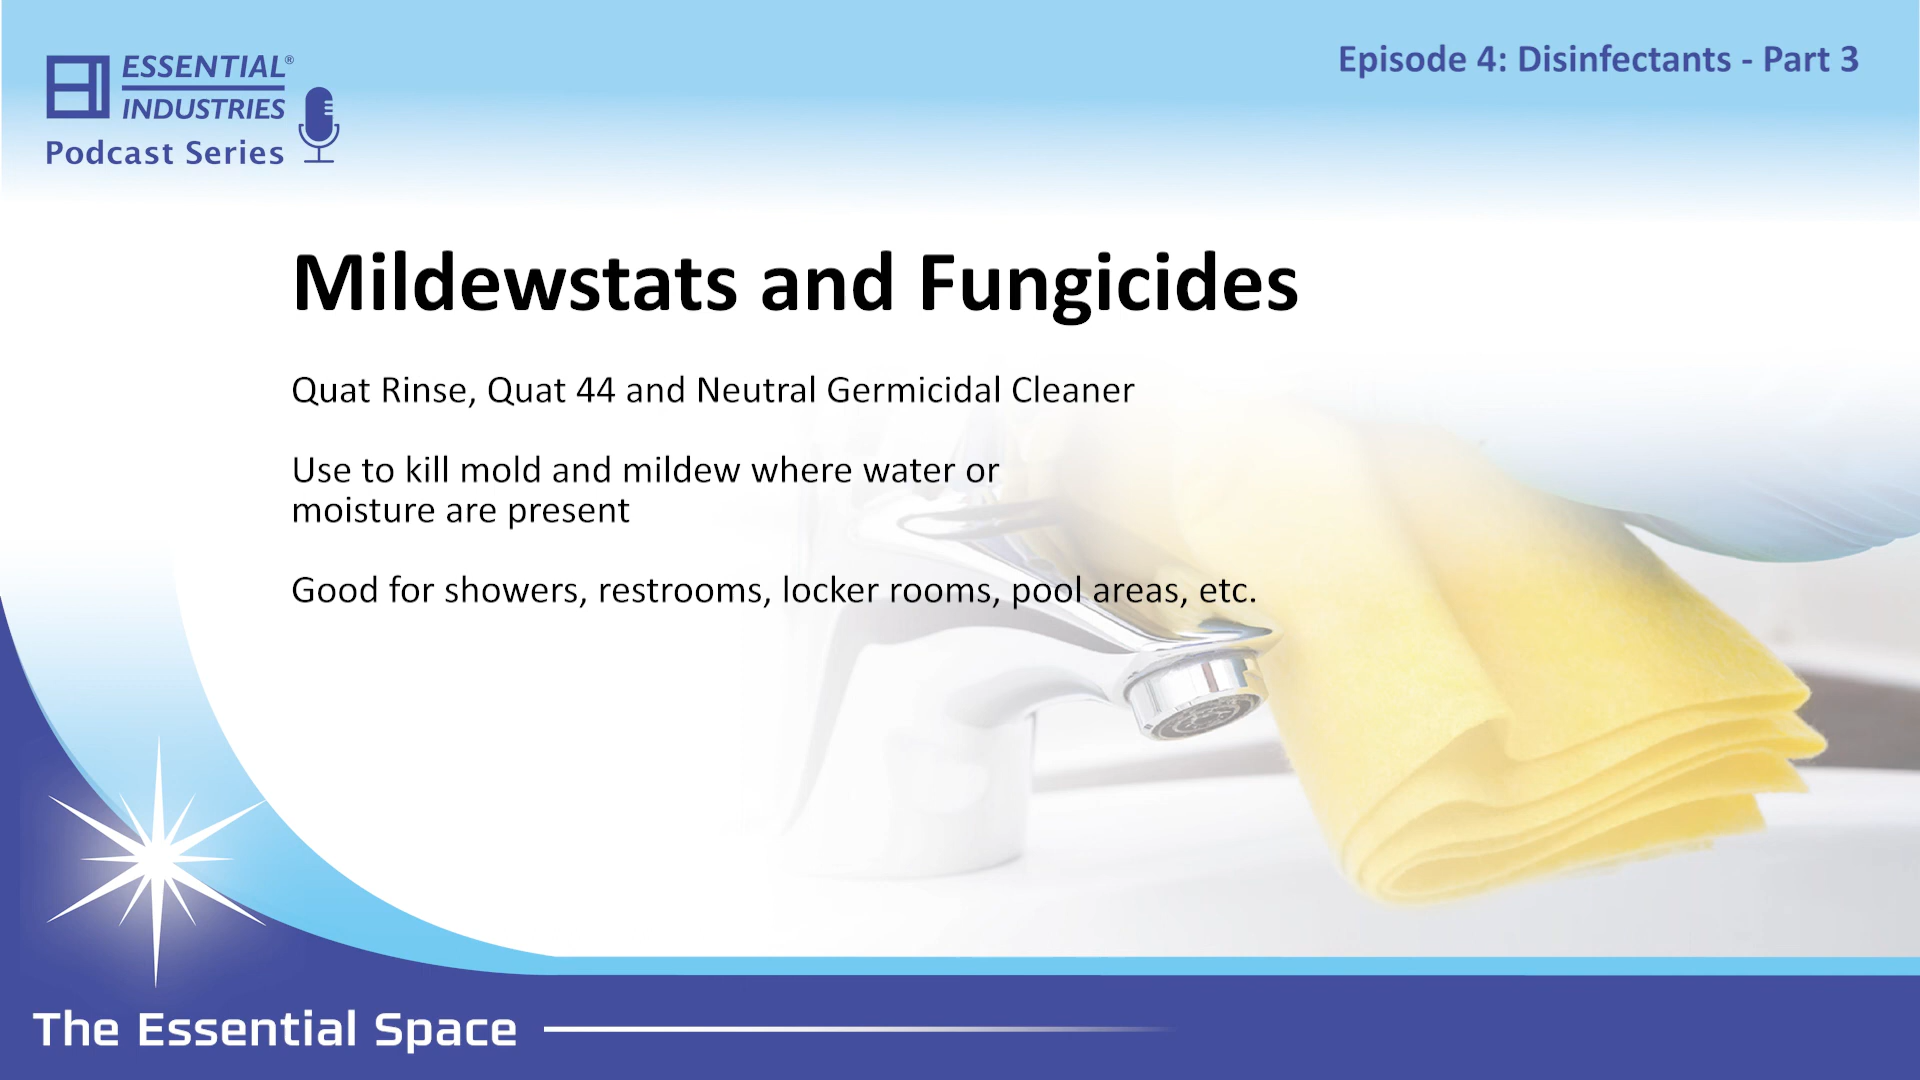 ESSENTIAL®
INDUSTRIES
Podcast Series
Episode 4: Disinfectants - Part 3
Mildewstats and Fungicides
Quat Rinse, Quat 44 and Neutral Germicidal Cleaner
Use to kill mold and mildew where water or
moisture are present
Good for showers, restrooms, locker rooms, pool areas, etc.
The Essential Space